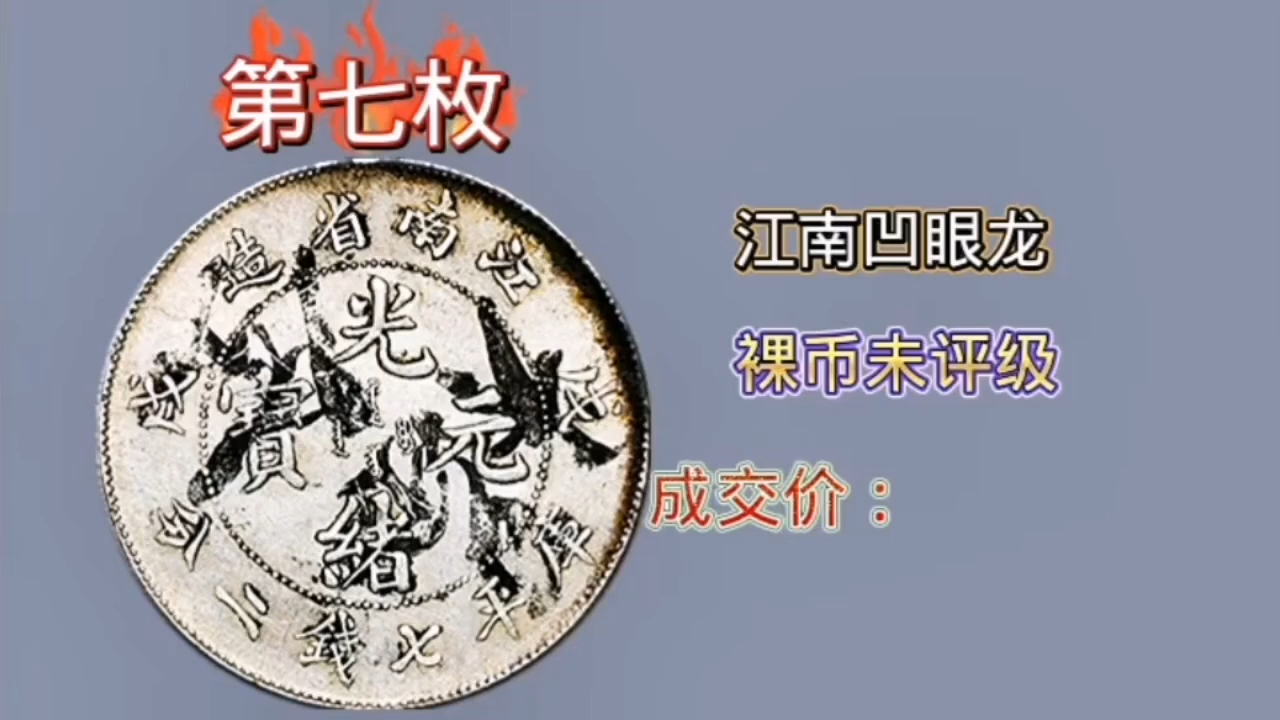 第七枚
江南省造
戊戌
光緒元寶
庫平七錢二分
江南凹眼龙
裸币未评级
成交价：